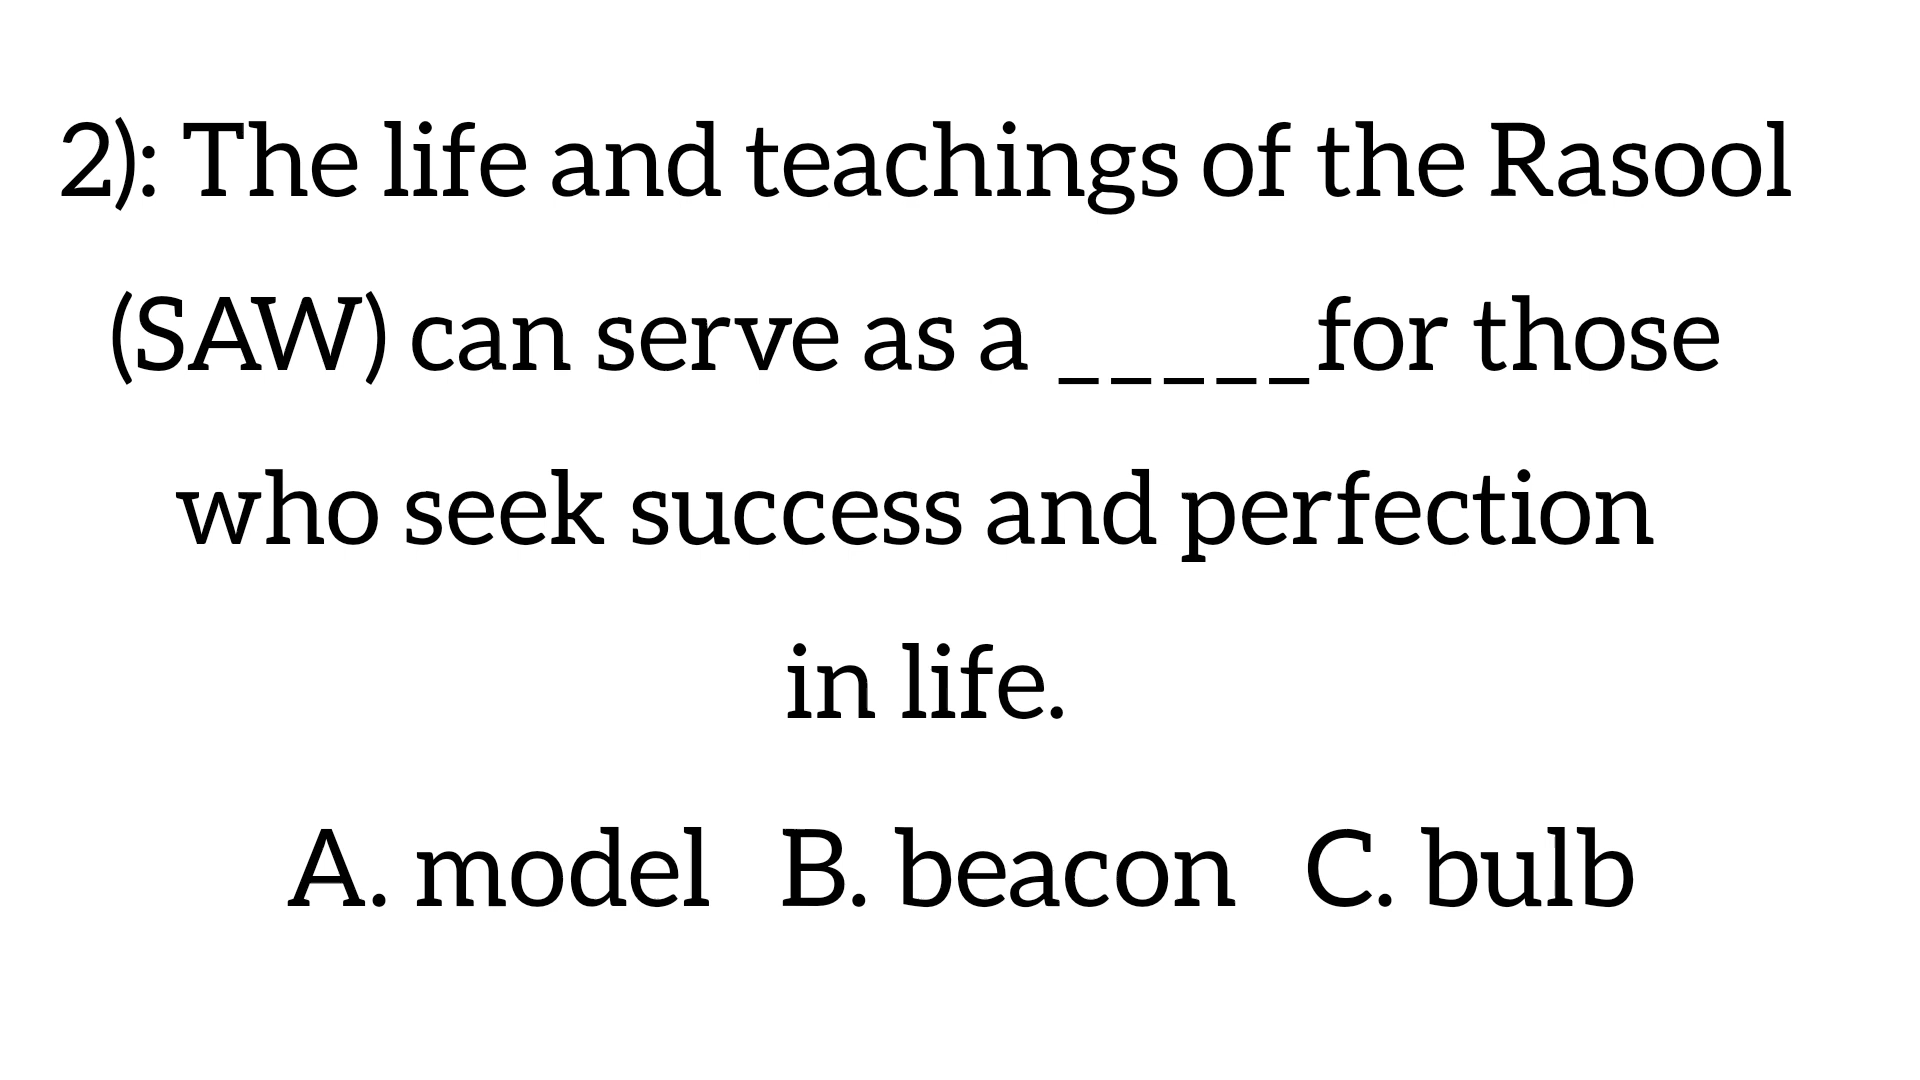 2): The life and teachings of the Rasool
(SAW) can serve as a _____for those
who seek success and perfection
in life.
A. model B. beacon C. bulb